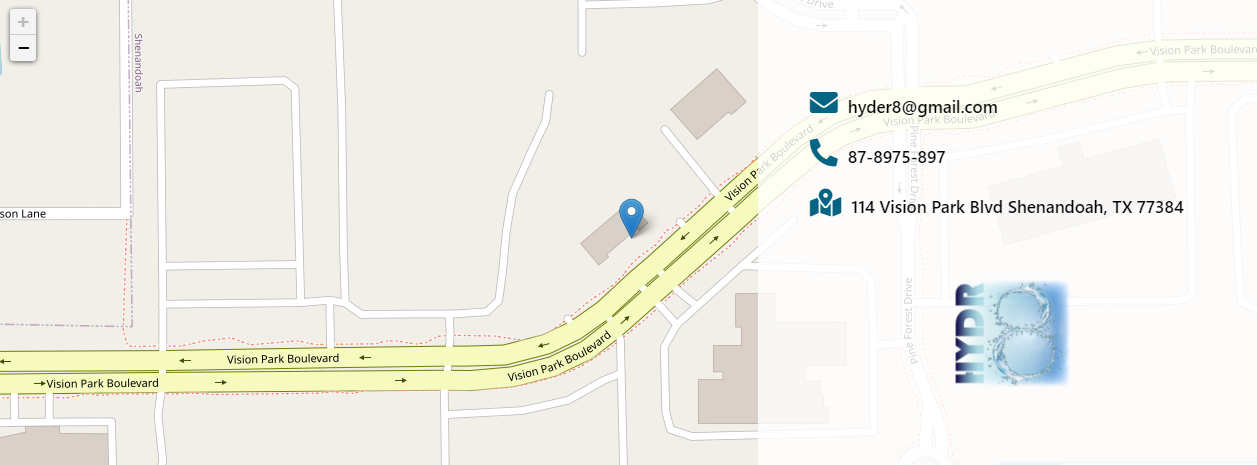 +
−
Shenandoah
son Lane
Drive
Vision Park Boulevard
Vision Park Boulevard
Vision Park Boulevard
Pine Forest Drive
hyder8@gmail.com
87-8975-897
114 Vision Park Blvd Shenandoah, TX 77384
Vision Park Boulevard
Vision Park Boulevard
Vision Park Boulevard
Pine Forest Drive
HYDR8